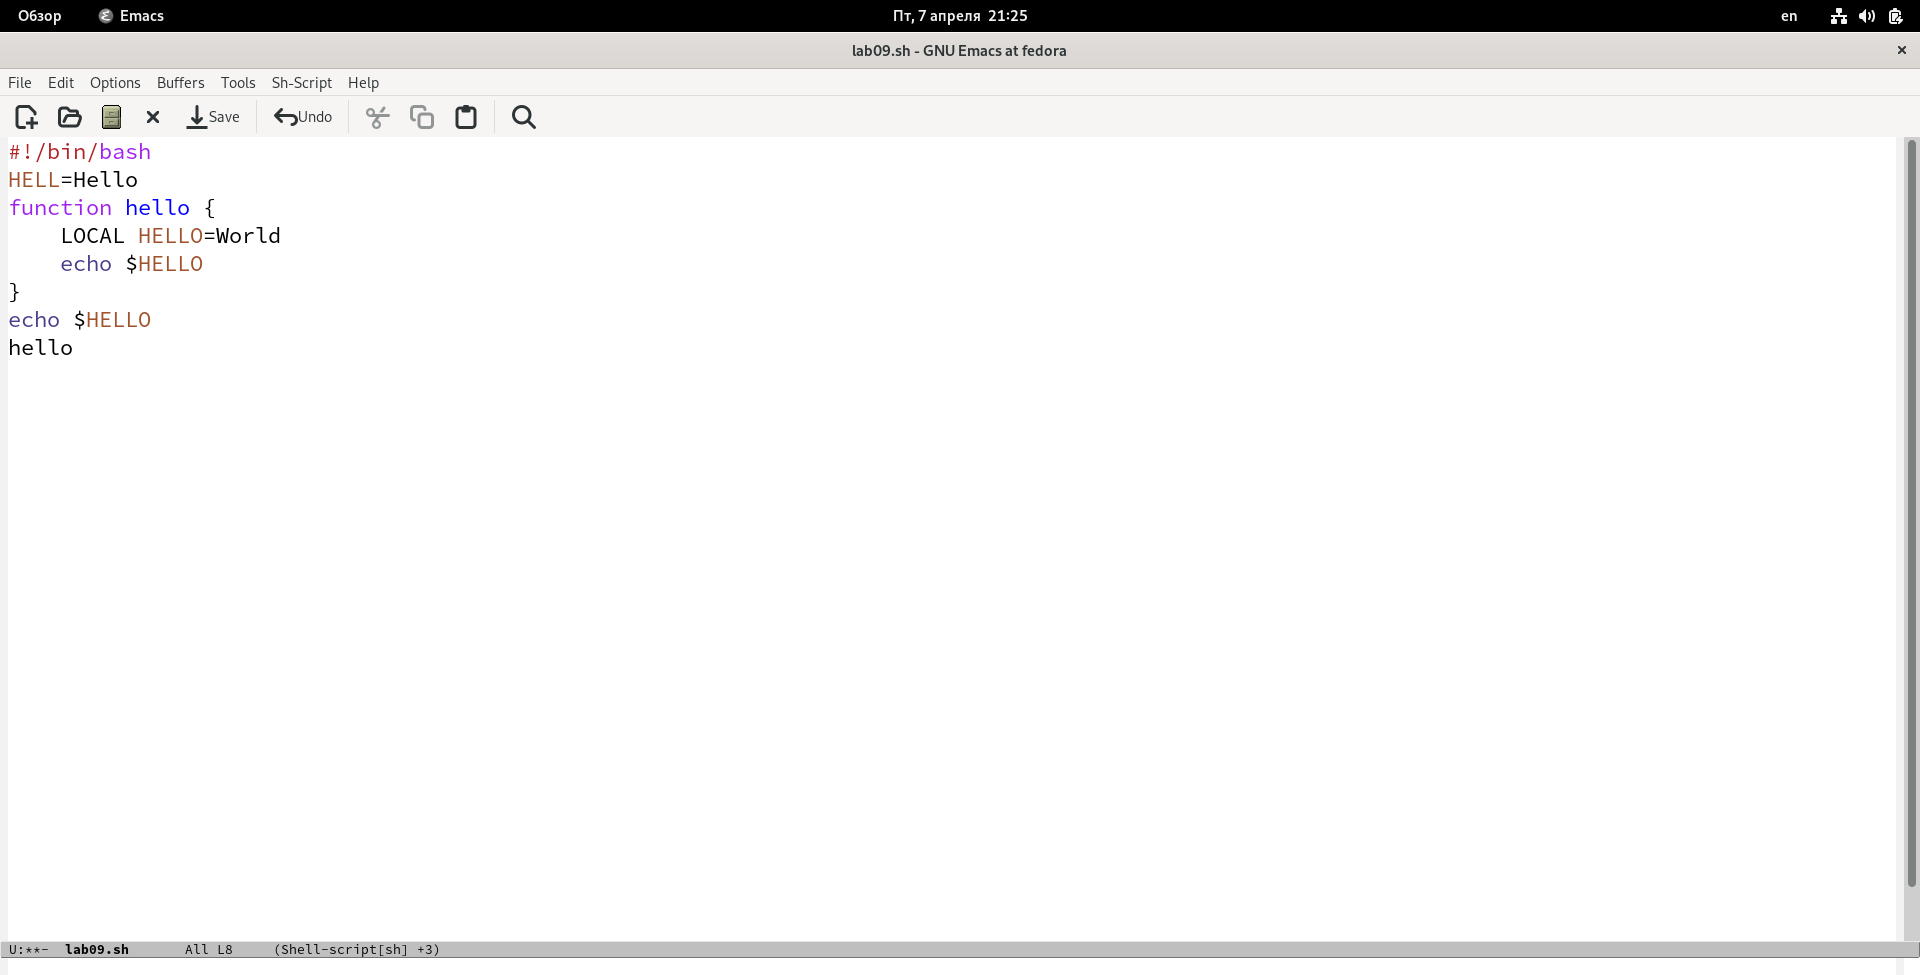 Обзор Emacs Пт, 7 апреля 21:25 en
lab09.sh - GNU Emacs at fedora
File Edit Options Buffers Tools Sh-Script Help
Save Undo
#!/bin/bash
HELL=Hello
function hello {
    LOCAL HELLO=World
    echo $HELLO
}
echo $HELLO
hello
U:**- lab09.sh All L8 (Shell-script[sh] +3)